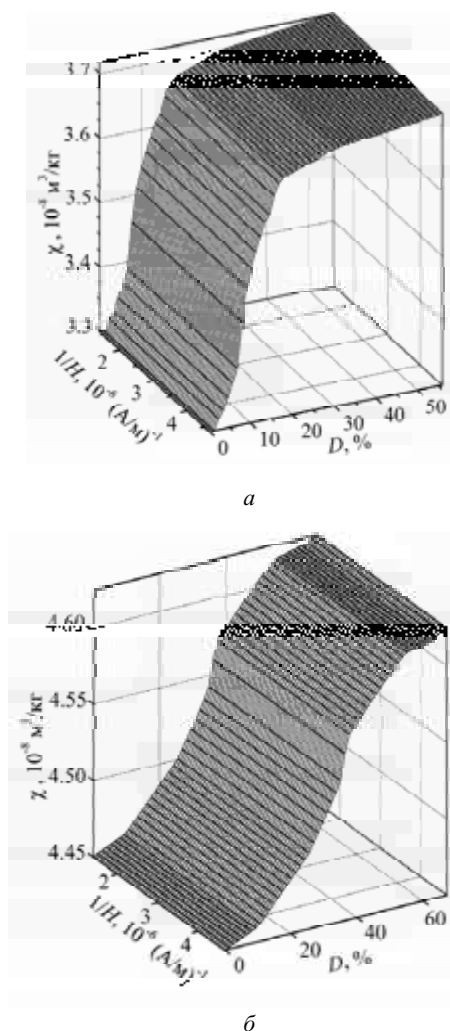 3.7
3.6
3.5
3.4
3.3
χ, 10⁻⁸ м³/кг
2
3
4
1/H, 10⁻⁶ (А/м)⁻¹
0 10 20 30 40 50
D, %
а
4.60
4.55
4.50
4.45
χ, 10⁻⁸ м³/кг
2
3
4
1/H, 10⁻⁶ (А/м)⁻¹
0 20 40 60
D, %
б